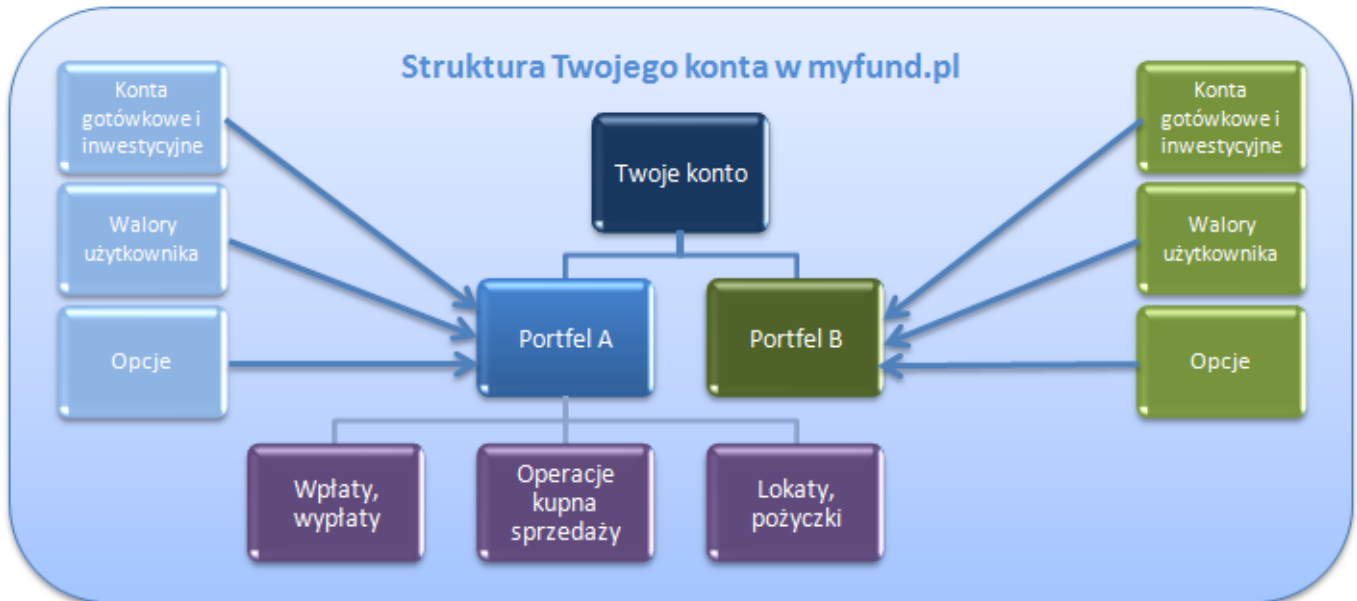 Struktura Twojego konta w myfund.pl
Konta
gotówkowe i
inwestycyjne
Walory
użytkownika
Opcje
Twoje konto
Portfel A
Portfel B
Konta
gotówkowe i
inwestycyjne
Walory
użytkownika
Opcje
Wpłaty,
wypłaty
Operacje
kupna
sprzedaży
Lokaty,
pożyczki